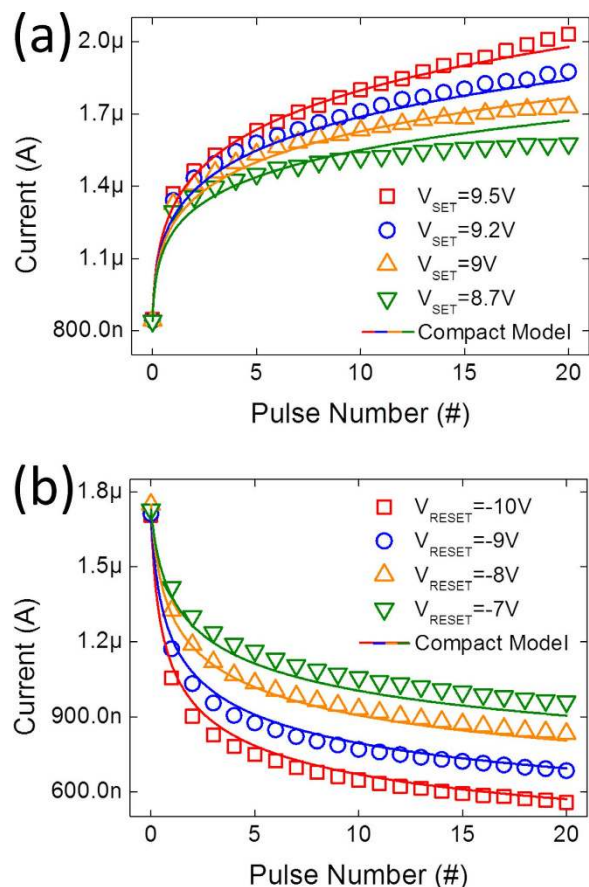 (a)
2.0μ
1.7μ
1.4μ
1.1μ
800.0n
Current (A)
V_SET=9.5V
V_SET=9.2V
V_SET=9V
V_SET=8.7V
Compact Model
0 5 10 15 20
Pulse Number (#)
(b)
1.8μ
1.5μ
1.2μ
900.0n
600.0n
Current (A)
V_RESET=-10V
V_RESET=-9V
V_RESET=-8V
V_RESET=-7V
Compact Model
0 5 10 15 20
Pulse Number (#)